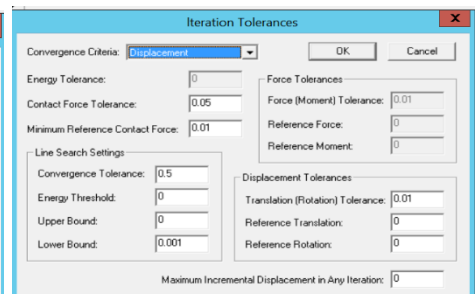 Iteration Tolerances
x
Convergence Criteria: Displacement
OK
Cancel
Energy Tolerance: 0
Contact Force Tolerance: 0.05
Minimum Reference Contact Force: 0.01
Force Tolerances
Force (Moment) Tolerance: 0.01
Reference Force: 0
Reference Moment: 0
Line Search Settings
Convergence Tolerance: 0.5
Energy Threshold: 0
Upper Bound: 0
Lower Bound: 0.001
Displacement Tolerances
Translation (Rotation) Tolerance: 0.01
Reference Translation: 0
Reference Rotation: 0
Maximum Incremental Displacement in Any Iteration: 0